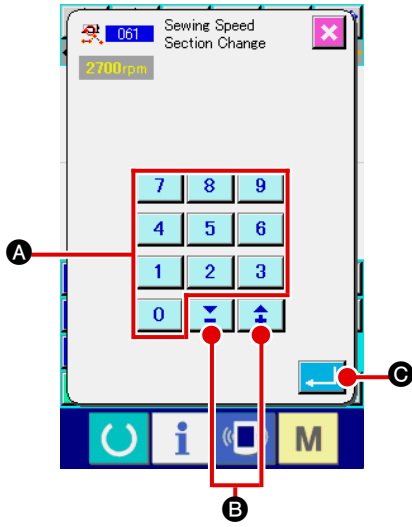 061 Sewing Speed
Section Change
2700rpm
7 8 9
4 5 6
A
1 2 3
0
C
i M
B